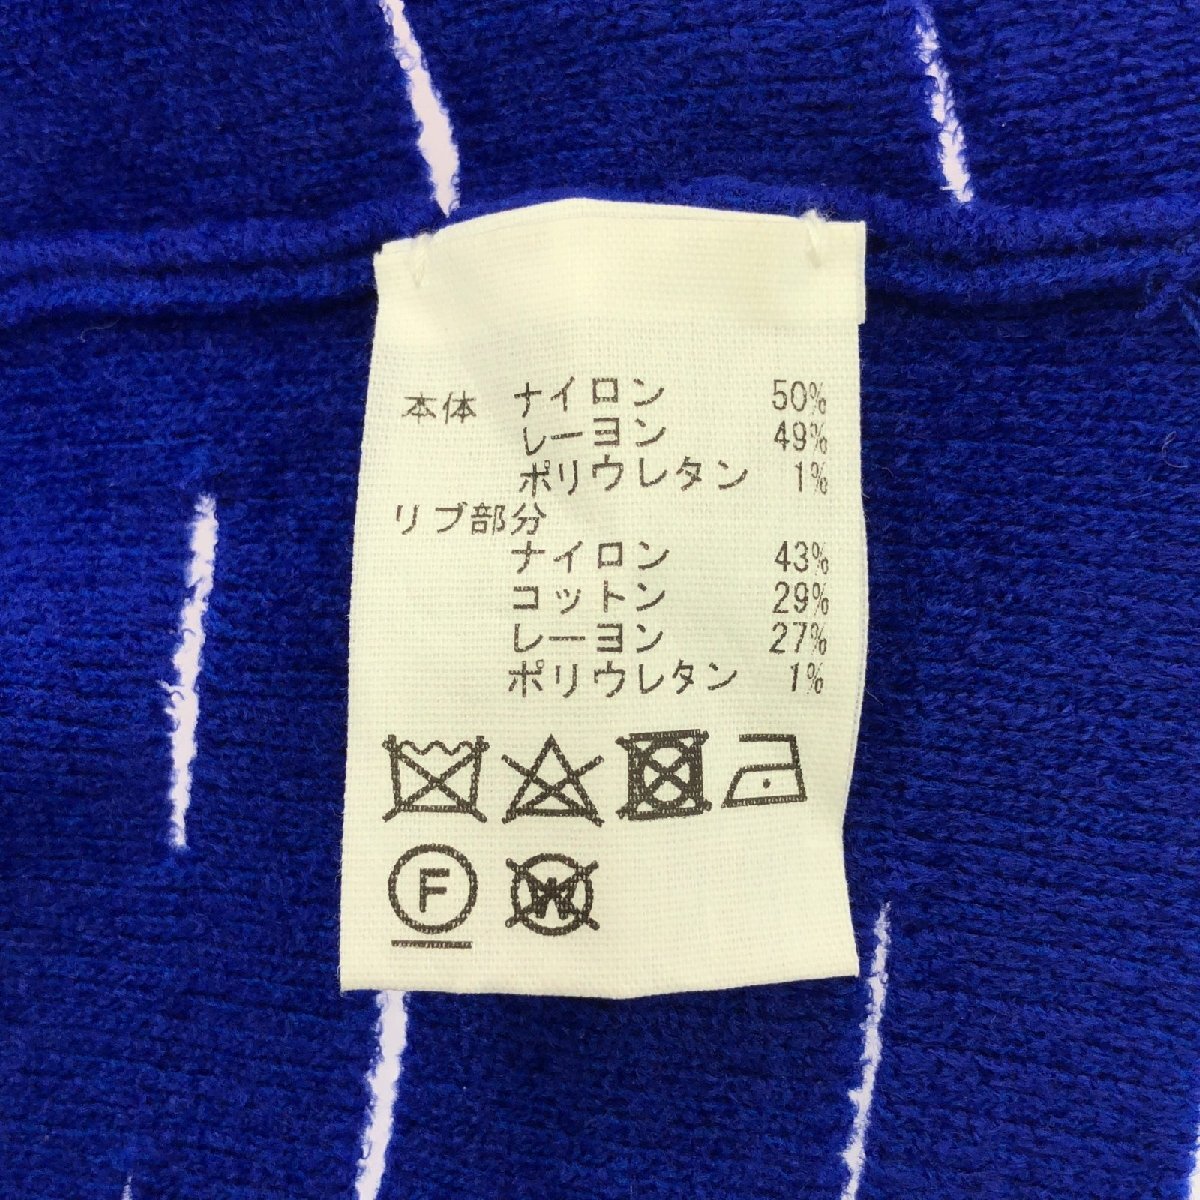 本体 ナイロン 50%
レーヨン 49%
ポリウレタン 1%
リブ部分
ナイロン 43%
コットン 29%
レーヨン 27%
ポリウレタン 1%
F W